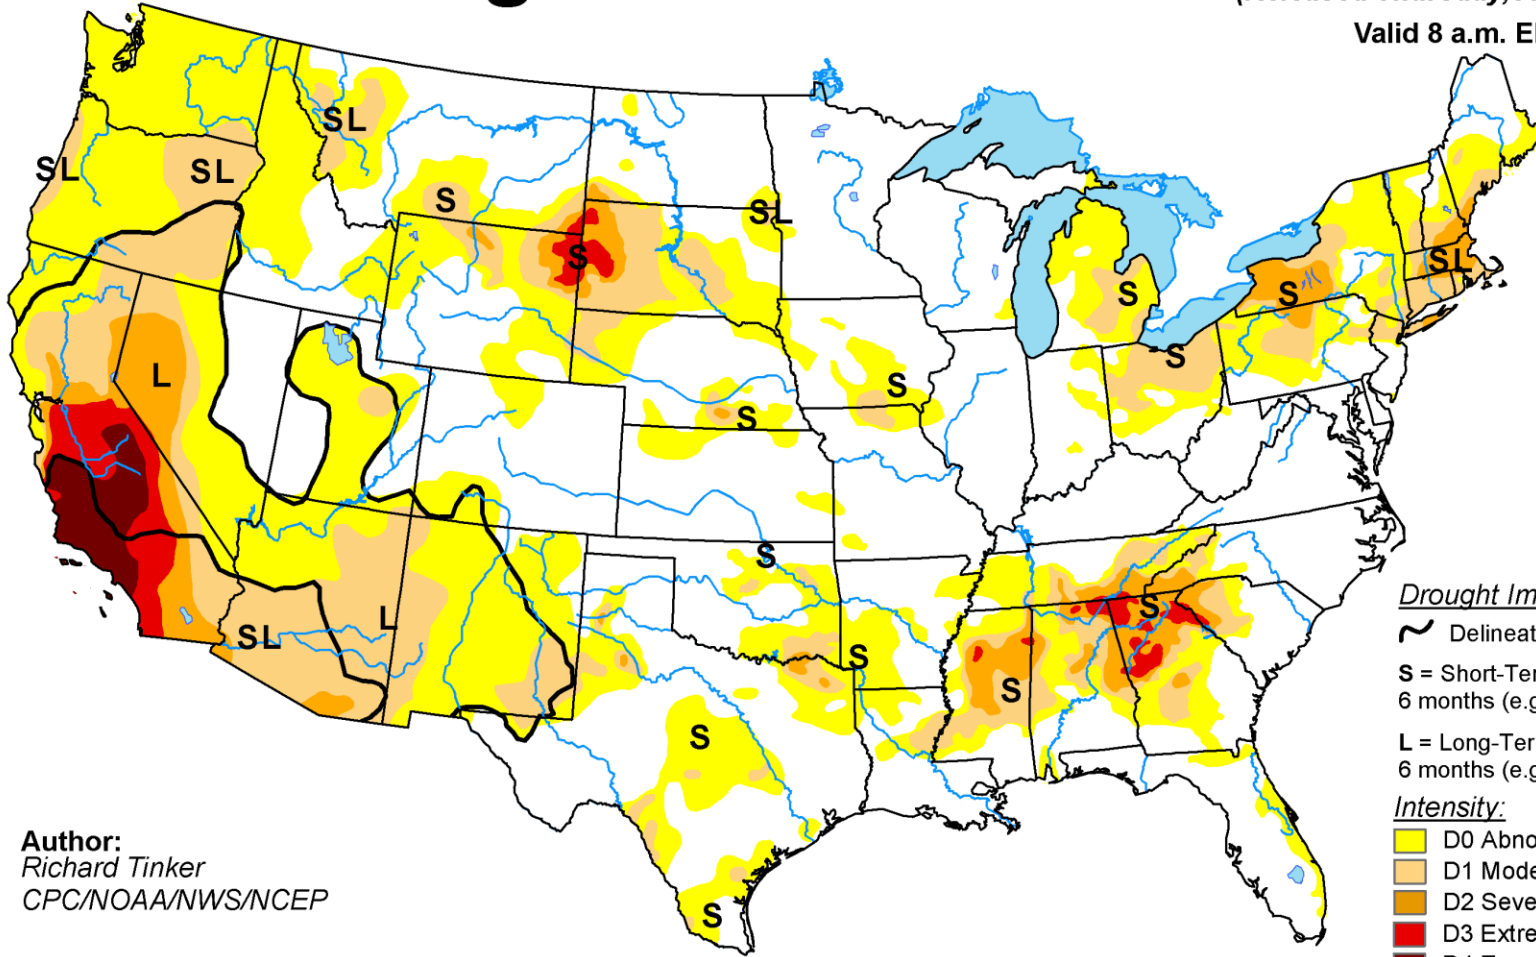 Valid 8 a.m.
SL
SL
SL
S
SL
S
S
S
SL
S
L
S
S
S
S
SL
L
S
S
S
S
Drought
Delineat
S = Short-Ter
6 months (e.g
L = Long-Ter
6 months (e.g
Intensity:
D0 Abno
D1 Mode
D2 Seve
D3 Extre
Author:
Richard Tinker
CPC/NOAA/NWS/NCEP